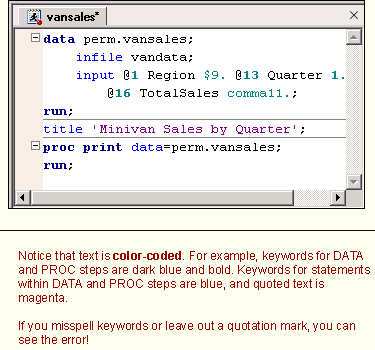 vansales*
data perm.vansales;
infile vandata;
input @1 Region $9. @13 Quarter 1.
@16 TotalSales comma11.;
run;
title 'Minivan Sales by Quarter';
proc print data=perm.vansales;
run;
Notice that text is color-coded. For example, keywords for DATA
and PROC steps are dark blue and bold. Keywords for statements
within DATA and PROC steps are blue, and quoted text is
magenta.
If you misspell keywords or leave out a quotation mark, you can
see the error!